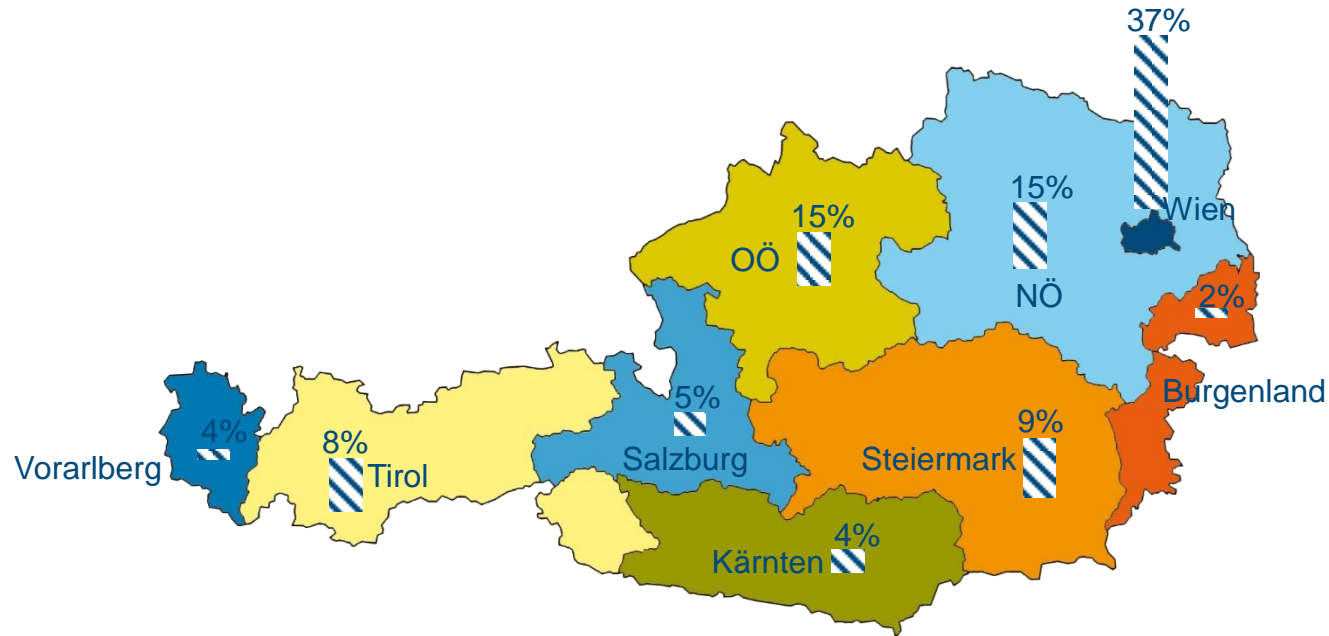 37%
15%
Wien
15%
OÖ
NÖ
2%
Burgenland
5%
4%
8%
9%
Vorarlberg
Tirol
Salzburg
Steiermark
4%
Kärnten